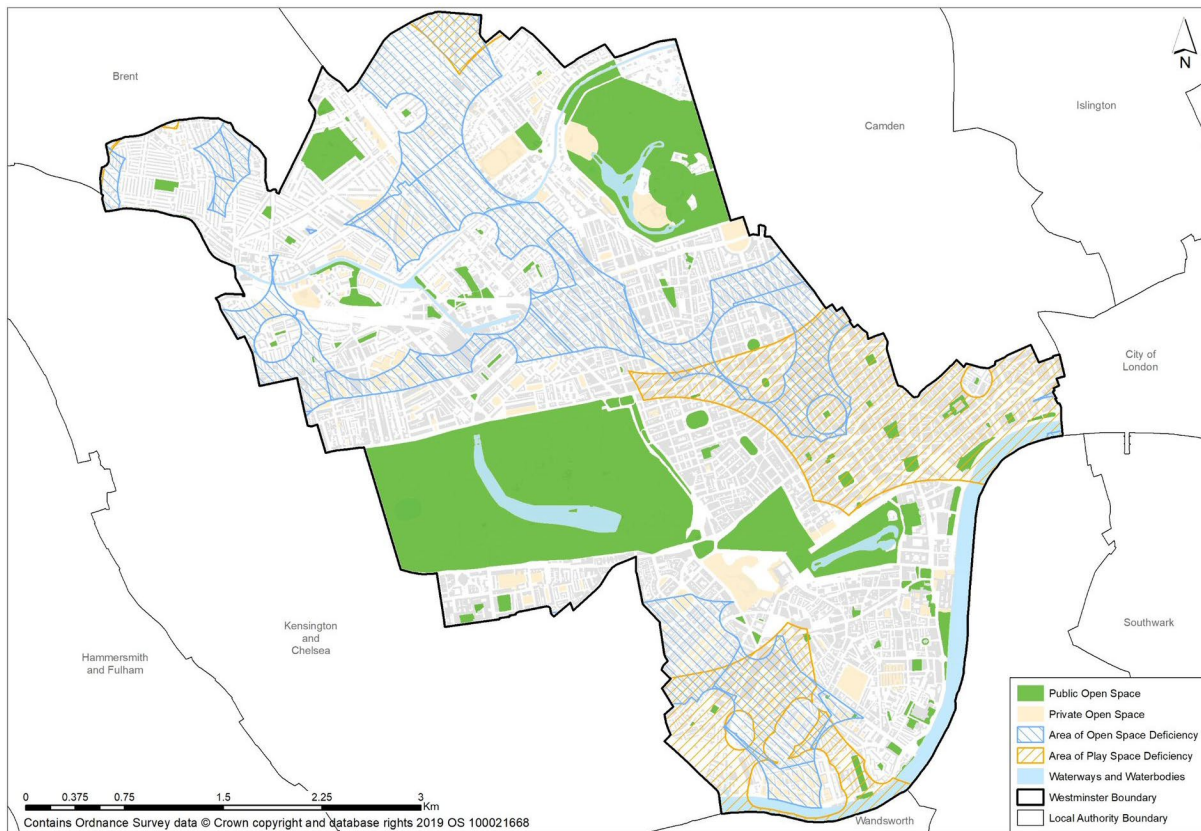 N
Brent
Islington
Camden
City of
London
Kensington
and
Chelsea
Hammersmith
and Fulham
Southwark
Public Open Space
Private Open Space
Area of Open Space Deficiency
Area of Play Space Deficiency
Waterways and Waterbodies
Westminster Boundary
Local Authority Boundary
0 0.375 0.75 1.5 2.25 3
Km
Contains Ordnance Survey data © Crown copyright and database rights 2019 OS 100021668
Wandsworth